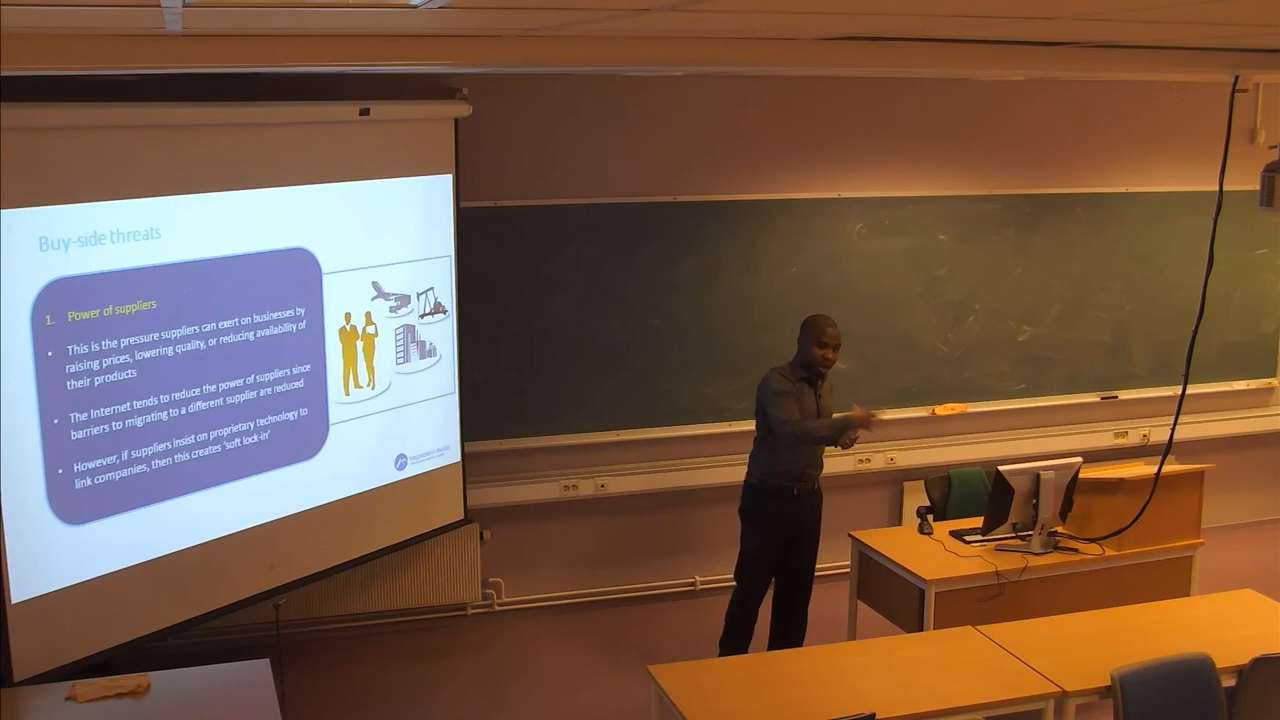 Buy-side threats
1. Power of suppliers
• This is the pressure suppliers can exert on businesses by
raising prices, lowering quality, or reducing availability of
their products
• The Internet tends to reduce the power of suppliers since
barriers to migrating to a different supplier are reduced
• However, if suppliers insist on proprietary technology to
link companies, then this creates 'soft lock-in'